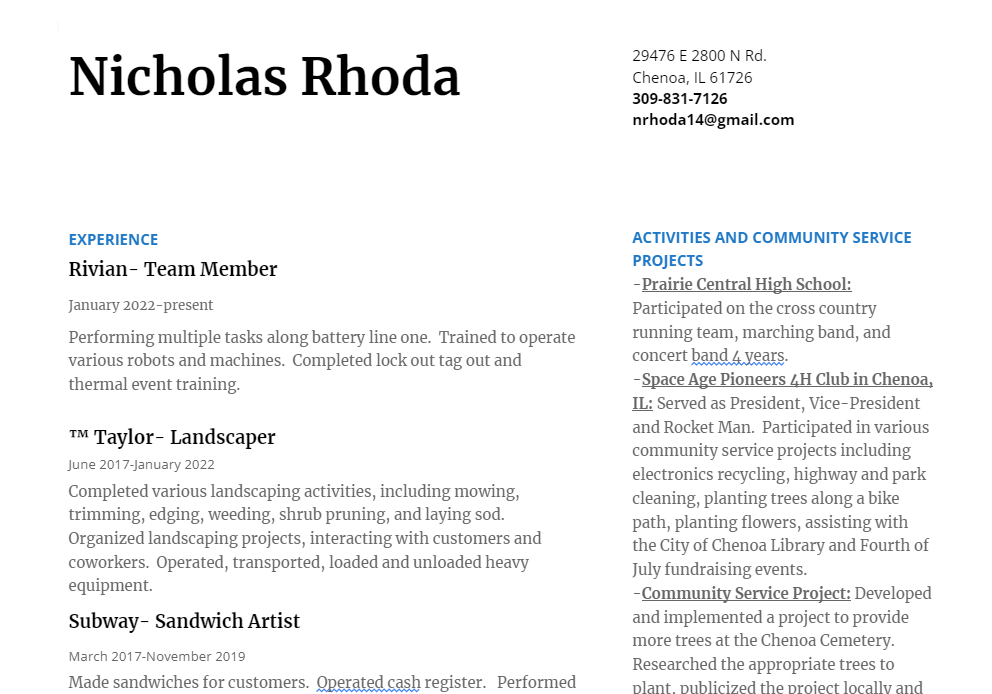 Nicholas Rhoda
29476 E 2800 N Rd.
Chenoa, IL 61726
309-831-7126
nrhoda14@gmail.com
EXPERIENCE
Rivian- Team Member
January 2022-present
Performing multiple tasks along battery line one.  Trained to operate
various robots and machines.  Completed lock out tag out and
thermal event training.
™ Taylor- Landscaper
June 2017-January 2022
Completed various landscaping activities, including mowing,
trimming, edging, weeding, shrub pruning, and laying sod.
Organized landscaping projects, interacting with customers and
coworkers.  Operated, transported, loaded and unloaded heavy
equipment.
Subway- Sandwich Artist
March 2017-November 2019
Made sandwiches for customers.  Operated cash register.   Performed
ACTIVITIES AND COMMUNITY SERVICE
PROJECTS
-Prairie Central High School:
Participated on the cross country
running team, marching band, and
concert band 4 years.
-Space Age Pioneers 4H Club in Chenoa,
IL: Served as President, Vice-President
and Rocket Man.  Participated in various
community service projects including
electronics recycling, highway and park
cleaning, planting trees along a bike
path, planting flowers, assisting with
the City of Chenoa Library and Fourth of
July fundraising events.
-Community Service Project: Developed
and implemented a project to provide
more trees at the Chenoa Cemetery.
Researched the appropriate trees to
plant, publicized the project locally and